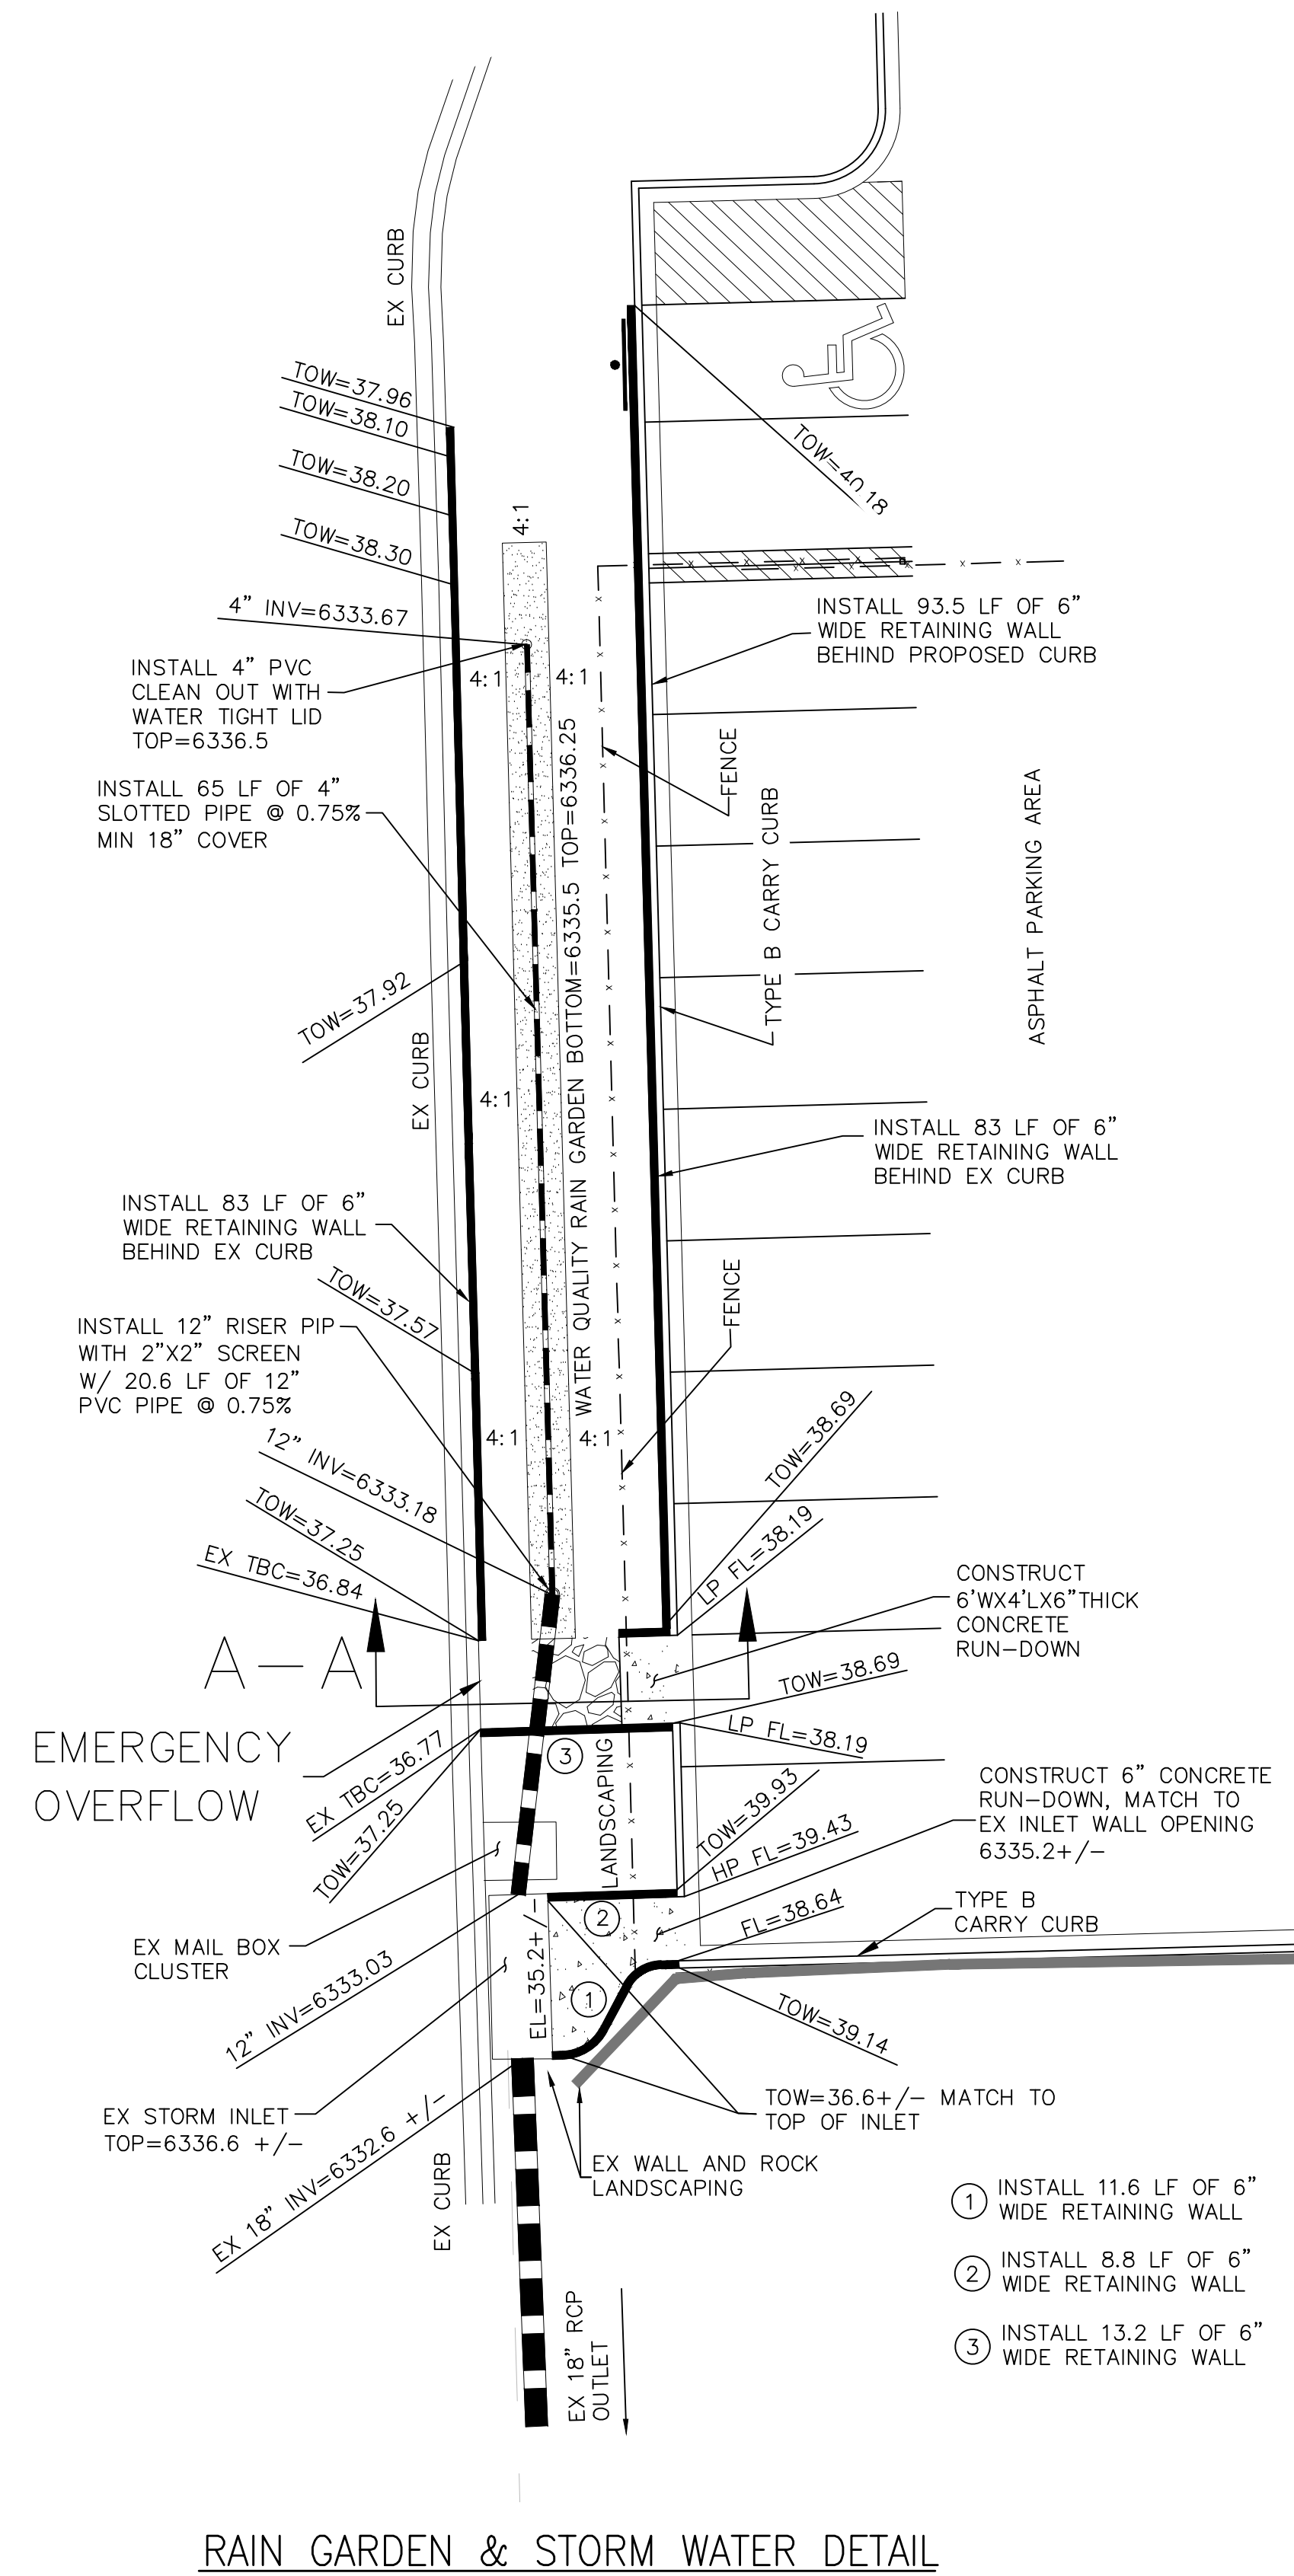 EX CURB
TOW=37.96
TOW=38.10
TOW=38.20
TOW=38.30
TOW=40.18
4:1
4" INV=6333.67
INSTALL 4" PVC
CLEAN OUT WITH
WATER TIGHT LID
TOP=6336.5
4:1
4:1
INSTALL 93.5 LF OF 6"
WIDE RETAINING WALL
BEHIND PROPOSED CURB
INSTALL 65 LF OF 4"
SLOTTED PIPE @ 0.75%
MIN 18" COVER
FENCE
WATER QUALITY RAIN GARDEN BOTTOM=6335.5 TOP=6336.25
TYPE B CARRY CURB
ASPHALT PARKING AREA
TOW=37.92
EX CURB
4:1
INSTALL 83 LF OF 6"
WIDE RETAINING WALL
BEHIND EX CURB
INSTALL 83 LF OF 6"
WIDE RETAINING WALL
BEHIND EX CURB
TOW=37.57
FENCE
INSTALL 12" RISER PIP
WITH 2"X2" SCREEN
W/ 20.6 LF OF 12"
PVC PIPE @ 0.75%
4:1
4:1
12" INV=6333.18
TOW=38.69
LP FL=38.19
TOW=37.25
EX TBC=36.84
CONSTRUCT
6'WX4'LX6"THICK
CONCRETE
RUN-DOWN
A-A
TOW=38.69
LP FL=38.19
EMERGENCY
OVERFLOW
EX TBC=36.77
TOW=37.25
3
LANDSCAPING
TOW=39.93
HP FL=39.43
CONSTRUCT 6" CONCRETE
RUN-DOWN, MATCH TO
EX INLET WALL OPENING
6335.2+/-
FL=38.64
TYPE B
CARRY CURB
EX MAIL BOX
CLUSTER
2
EL=35.2+/-
1
12" INV=6333.03
TOW=39.14
EX STORM INLET
TOP=6336.6 +/-
TOW=36.6+/- MATCH TO
TOP OF INLET
EX 18" INV=6332.6 +/-
EX CURB
EX WALL AND ROCK
LANDSCAPING
1 INSTALL 11.6 LF OF 6"
WIDE RETAINING WALL
2 INSTALL 8.8 LF OF 6"
WIDE RETAINING WALL
3 INSTALL 13.2 LF OF 6"
WIDE RETAINING WALL
EX 18" RCP
OUTLET
RAIN GARDEN & STORM WATER DETAIL